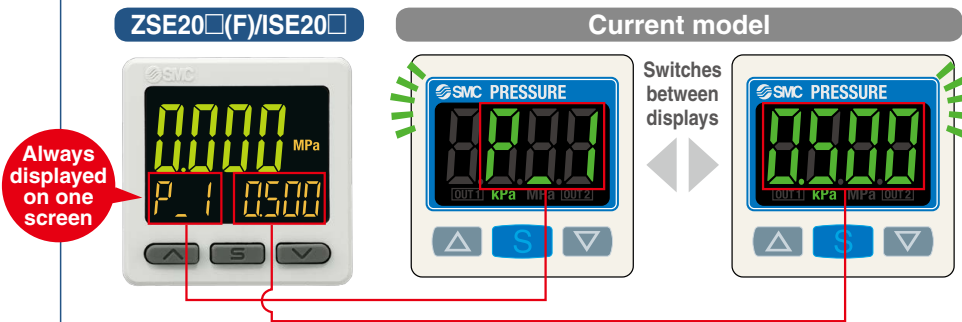 ZSE20□(F)/ISE20□
Current model
SMC
0.000 MPa
P_1 0.500
S
Always
displayed
on one
screen
SMC PRESSURE
P_1
OUT1 kPa MPa OUT2
S
Switches
between
displays
SMC PRESSURE
0.500
OUT1 kPa MPa OUT2
S